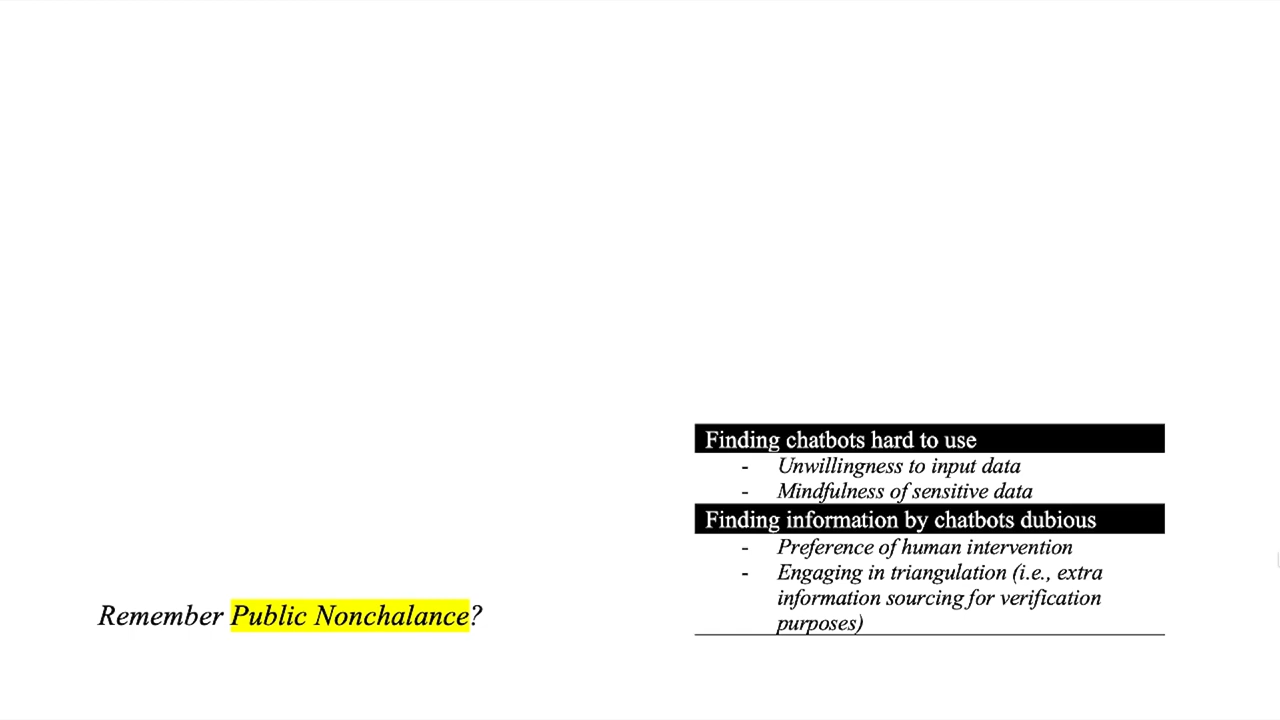 Finding chatbots hard to use
- Unwillingness to input data
- Mindfulness of sensitive data
Finding information by chatbots dubious
- Preference of human intervention
- Engaging in triangulation (i.e., extra
information sourcing for verification
purposes)
Remember Public Nonchalance?